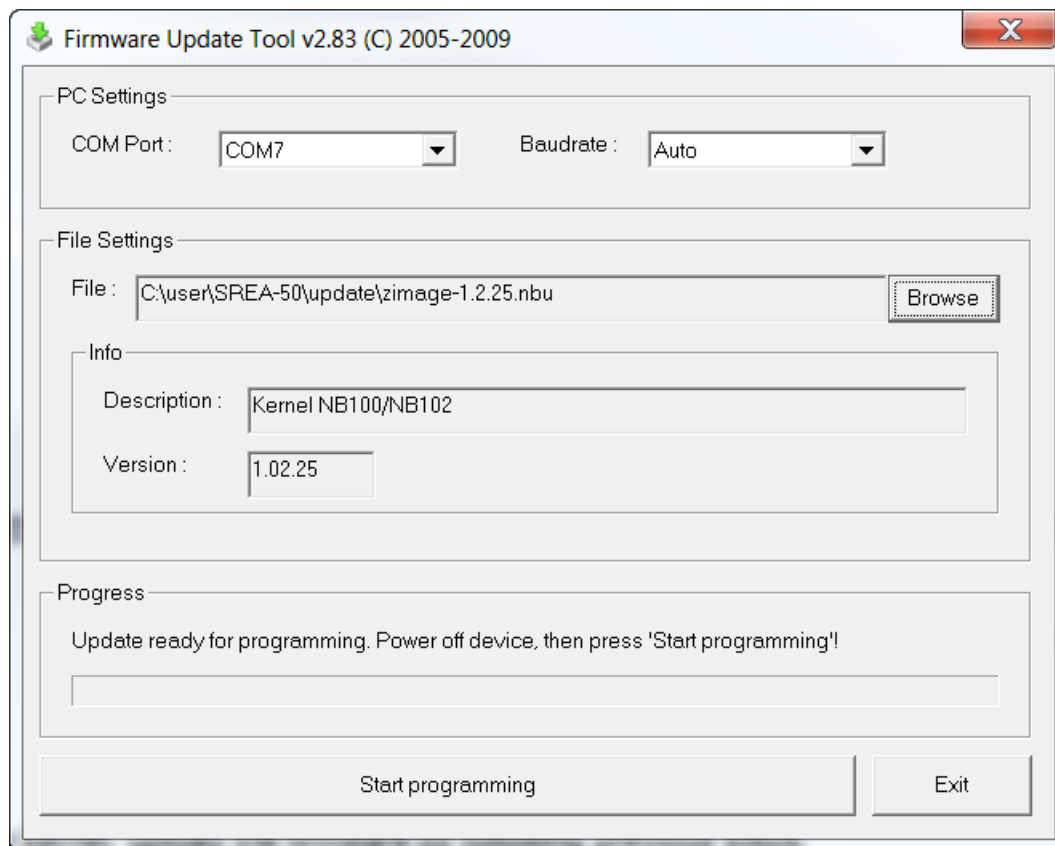 Firmware Update Tool v2.83 (C) 2005-2009
PC Settings
COM Port : COM7 Baudrate : Auto
File Settings
File : C:\user\SREA-50\update\zimage-1.2.25.nbu Browse
Info
Description : Kernel NB100/NB102
Version : 1.02.25
Progress
Update ready for programming. Power off device, then press 'Start programming'!
Start programming Exit